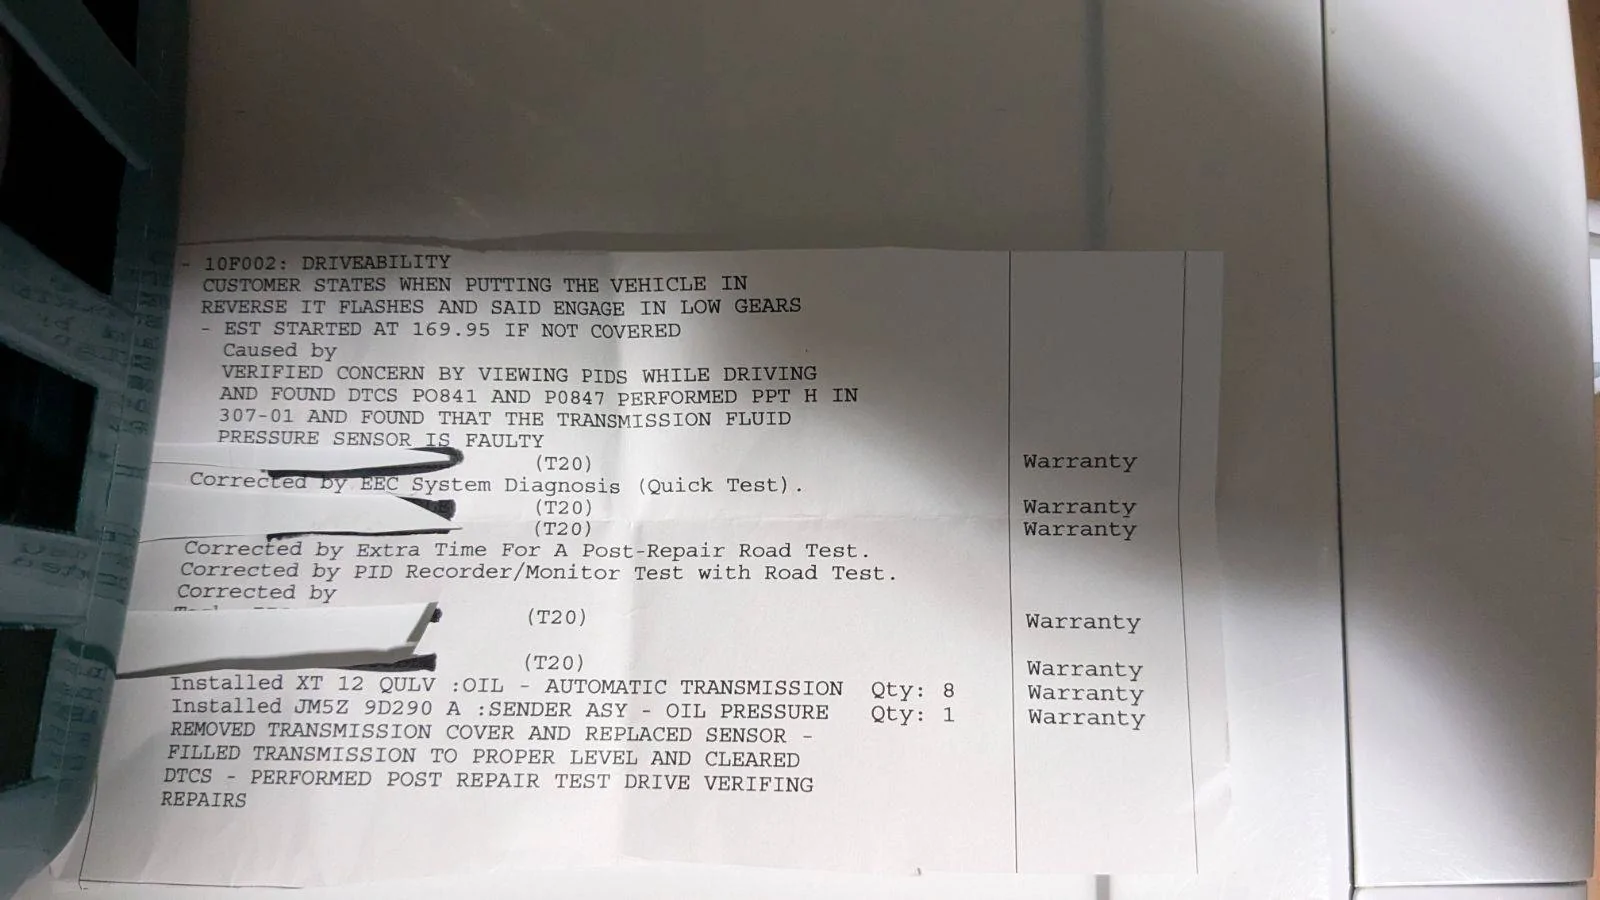 - 10F002: DRIVEABILITY
CUSTOMER STATES WHEN PUTTING THE VEHICLE IN
REVERSE IT FLASHES AND SAID ENGAGE IN LOW GEARS
- EST STARTED AT 169.95 IF NOT COVERED
Caused by
VERIFIED CONCERN BY VIEWING PIDS WHILE DRIVING
AND FOUND DTCS PO841 AND P0847 PERFORMED PPT H IN
307-01 AND FOUND THAT THE TRANSMISSION FLUID
PRESSURE SENSOR IS FAULTY
(T20) Warranty
Corrected by EEC System Diagnosis (Quick Test).
(T20) Warranty
(T20) Warranty
Corrected by Extra Time For A Post-Repair Road Test.
Corrected by PID Recorder/Monitor Test with Road Test.
Corrected by
(T20) Warranty
(T20) Warranty
Installed XT 12 QULV :OIL - AUTOMATIC TRANSMISSION Qty: 8 Warranty
Installed JM5Z 9D290 A :SENDER ASY - OIL PRESSURE Qty: 1 Warranty
REMOVED TRANSMISSION COVER AND REPLACED SENSOR -
FILLED TRANSMISSION TO PROPER LEVEL AND CLEARED
DTCS - PERFORMED POST REPAIR TEST DRIVE VERIFING
REPAIRS